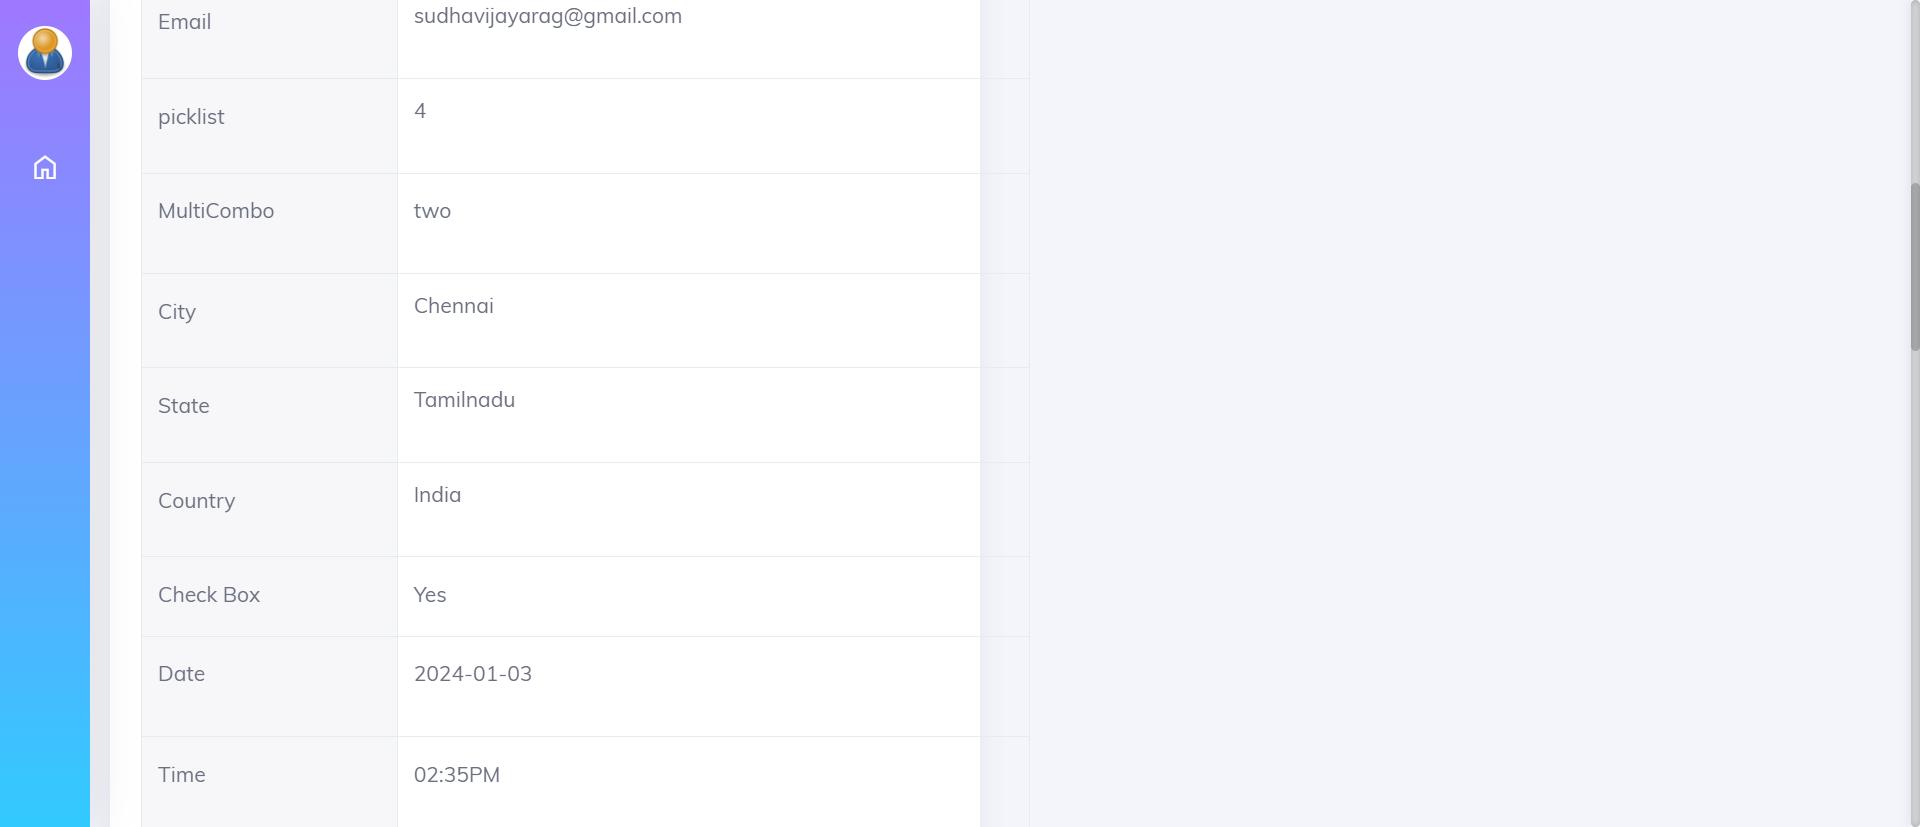 Email sudhavijayarag@gmail.com
picklist 4
MultiCombo two
City Chennai
State Tamilnadu
Country India
Check Box Yes
Date 2024-01-03
Time 02:35PM